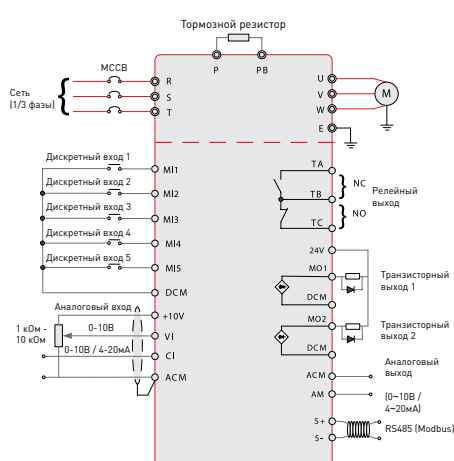 Тормозной резистор
P
PB
MCCB
Сеть
(1/3 фазы)
R
S
T
U
V
W
E
M
Дискретный вход 1
MI1
Дискретный вход 2
MI2
Дискретный вход 3
MI3
Дискретный вход 4
MI4
Дискретный вход 5
MI5
DCM
Аналоговый вход
+10V
1 кОм -
10 кОм
0-10В
VI
0-10В / 4-20мА
CI
ACM
TA
NC
TB
Релейный
выход
NO
TC
24V
MO1
Транзисторный
выход 1
DCM
MO2
Транзисторный
выход 2
DCM
Аналоговый
выход
ACM
AM
(0~10В /
4~20мА)
S+
S-
RS485 (Modbus)